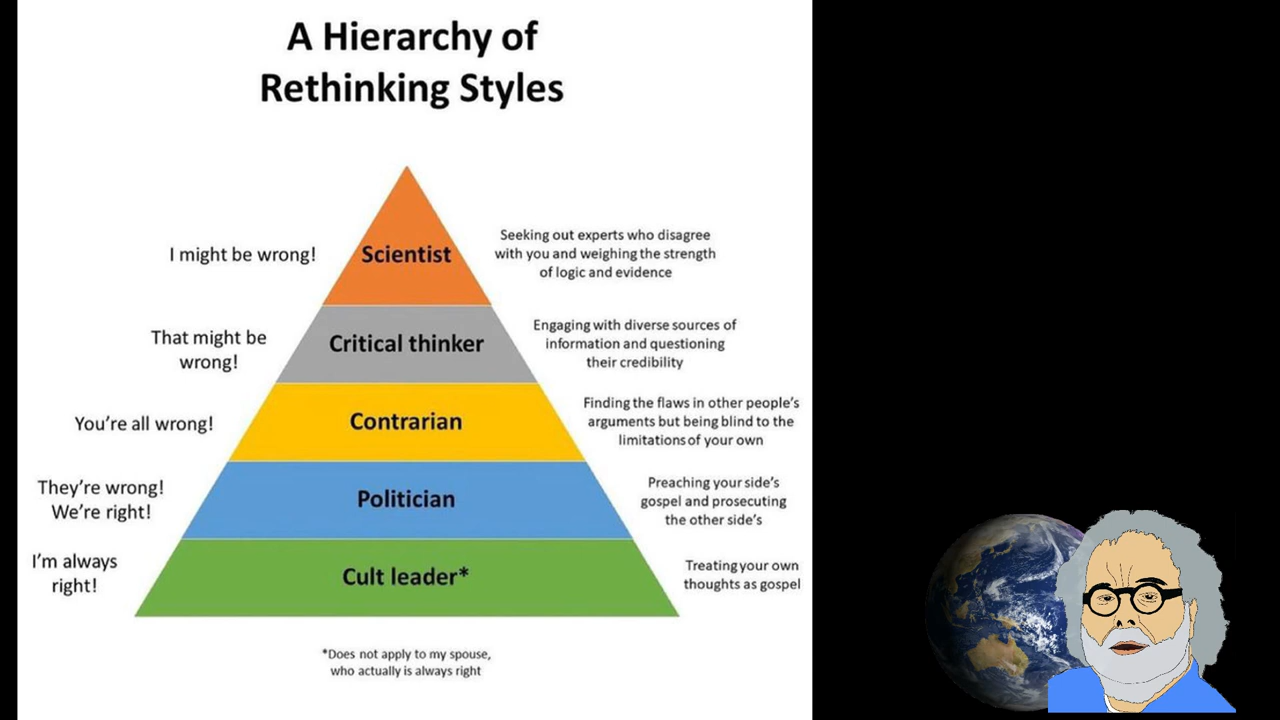 A Hierarchy of
Rethinking Styles
I might be wrong!
Scientist
Seeking out experts who disagree
with you and weighing the strength
of logic and evidence
That might be
wrong!
Critical thinker
Engaging with diverse sources of
information and questioning
their credibility
You're all wrong!
Contrarian
Finding the flaws in other people's
arguments but being blind to the
limitations of your own
They're wrong!
We're right!
Politician
Preaching your side's
gospel and prosecuting
the other side's
I'm always
right!
Cult leader*
Treating your own
thoughts as gospel
*Does not apply to my spouse,
who actually is always right